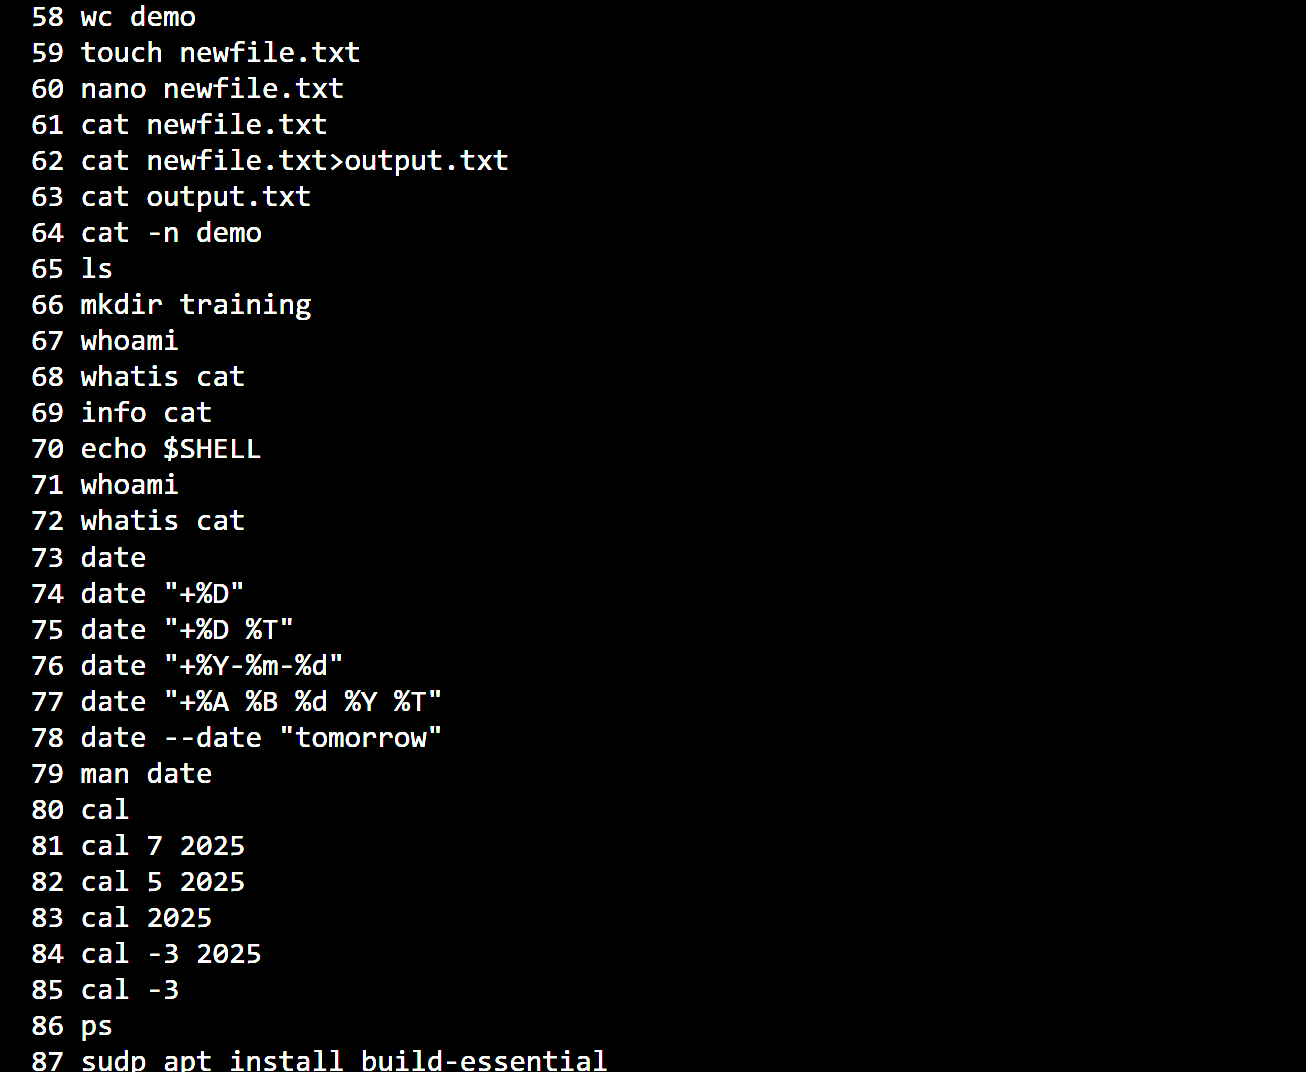 58 wc demo
59 touch newfile.txt
60 nano newfile.txt
61 cat newfile.txt
62 cat newfile.txt>output.txt
63 cat output.txt
64 cat -n demo
65 ls
66 mkdir training
67 whoami
68 whatis cat
69 info cat
70 echo $SHELL
71 whoami
72 whatis cat
73 date
74 date "+%D"
75 date "+%D %T"
76 date "+%Y-%m-%d"
77 date "+%A %B %d %Y %T"
78 date --date "tomorrow"
79 man date
80 cal
81 cal 7 2025
82 cal 5 2025
83 cal 2025
84 cal -3 2025
85 cal -3
86 ps
87 sudp apt install build-essential